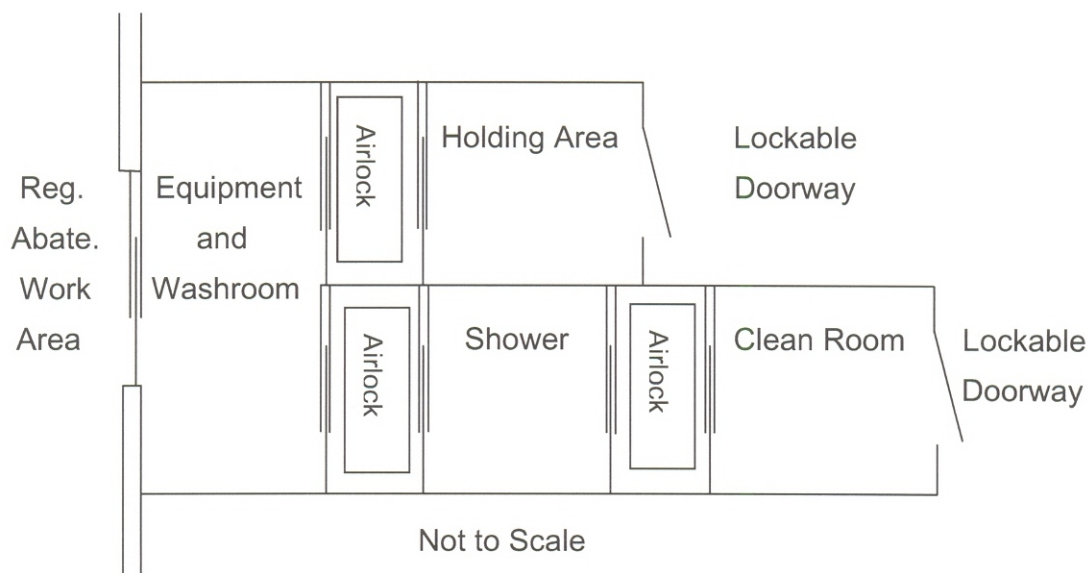 Reg.
Abate.
Work
Area
Equipment
and
Washroom
Airlock
Holding Area
Lockable
Doorway
Airlock
Shower
Airlock
Clean Room
Lockable
Doorway
Not to Scale